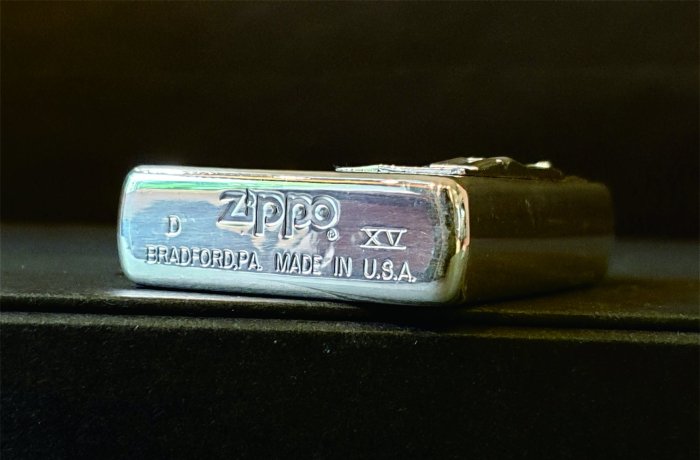 D Zippo® XV
BRADFORD,PA. MADE IN U.S.A.